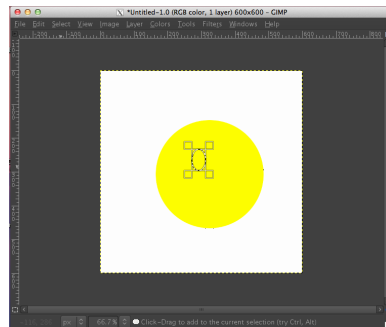 *Untitled-1.0 (RGB color, 1 layer) 600x600 – GIMP
File Edit Select View Image Layer Colors Tools Filters Windows Help
px 66.7% Click-Drag to add to the current selection (try Ctrl, Alt)